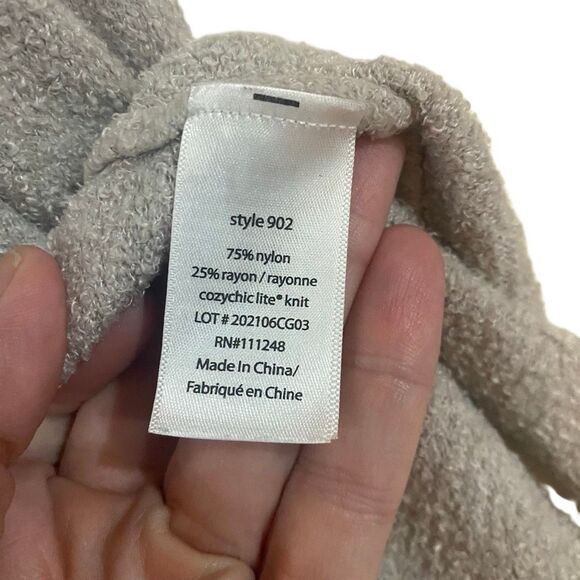 style 902
75% nylon
25% rayon / rayonne
cozychic lite® knit
LOT # 202106CG03
RN#111248
Made In China/
Fabriqué en Chine